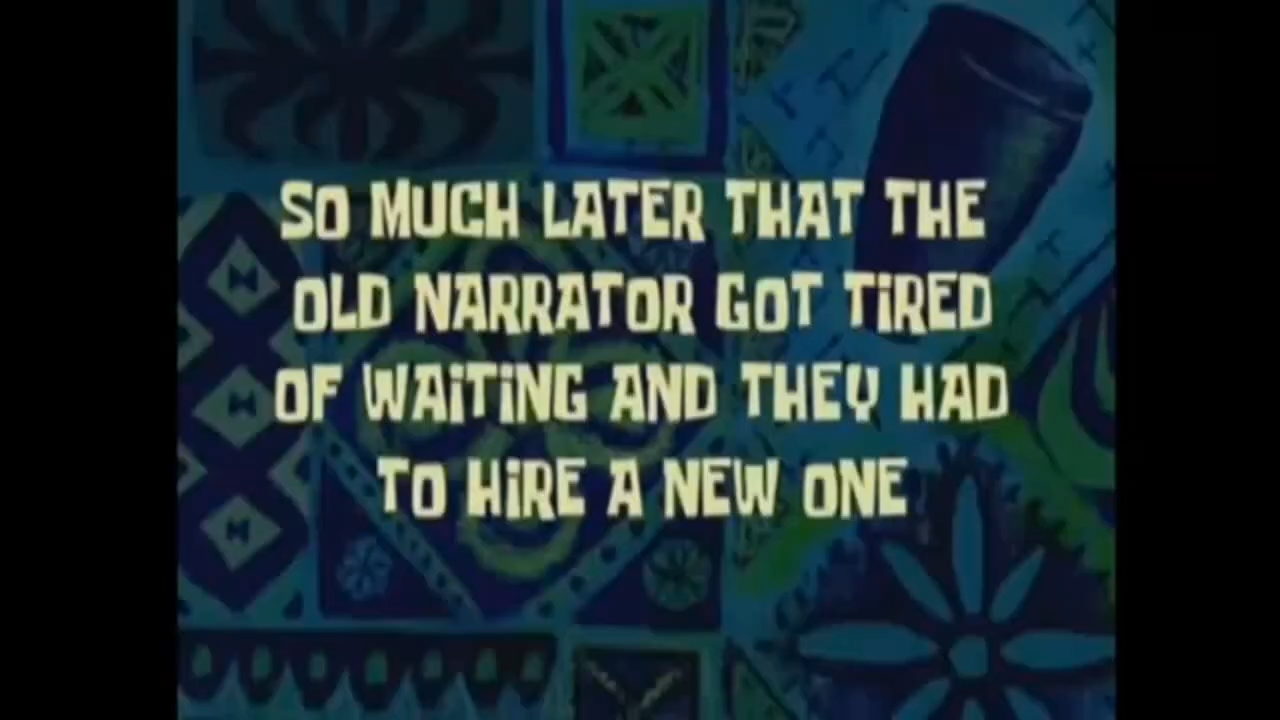 SO MUCH LATER THAT THE
OLD NARRATOR GOT TiRED
OF WAiTiNG AND THEY HAD
TO HiRE A NEW ONE